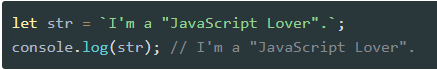 let str = `I'm a "JavaScript Lover".`;
console.log(str); // I'm a "JavaScript Lover".